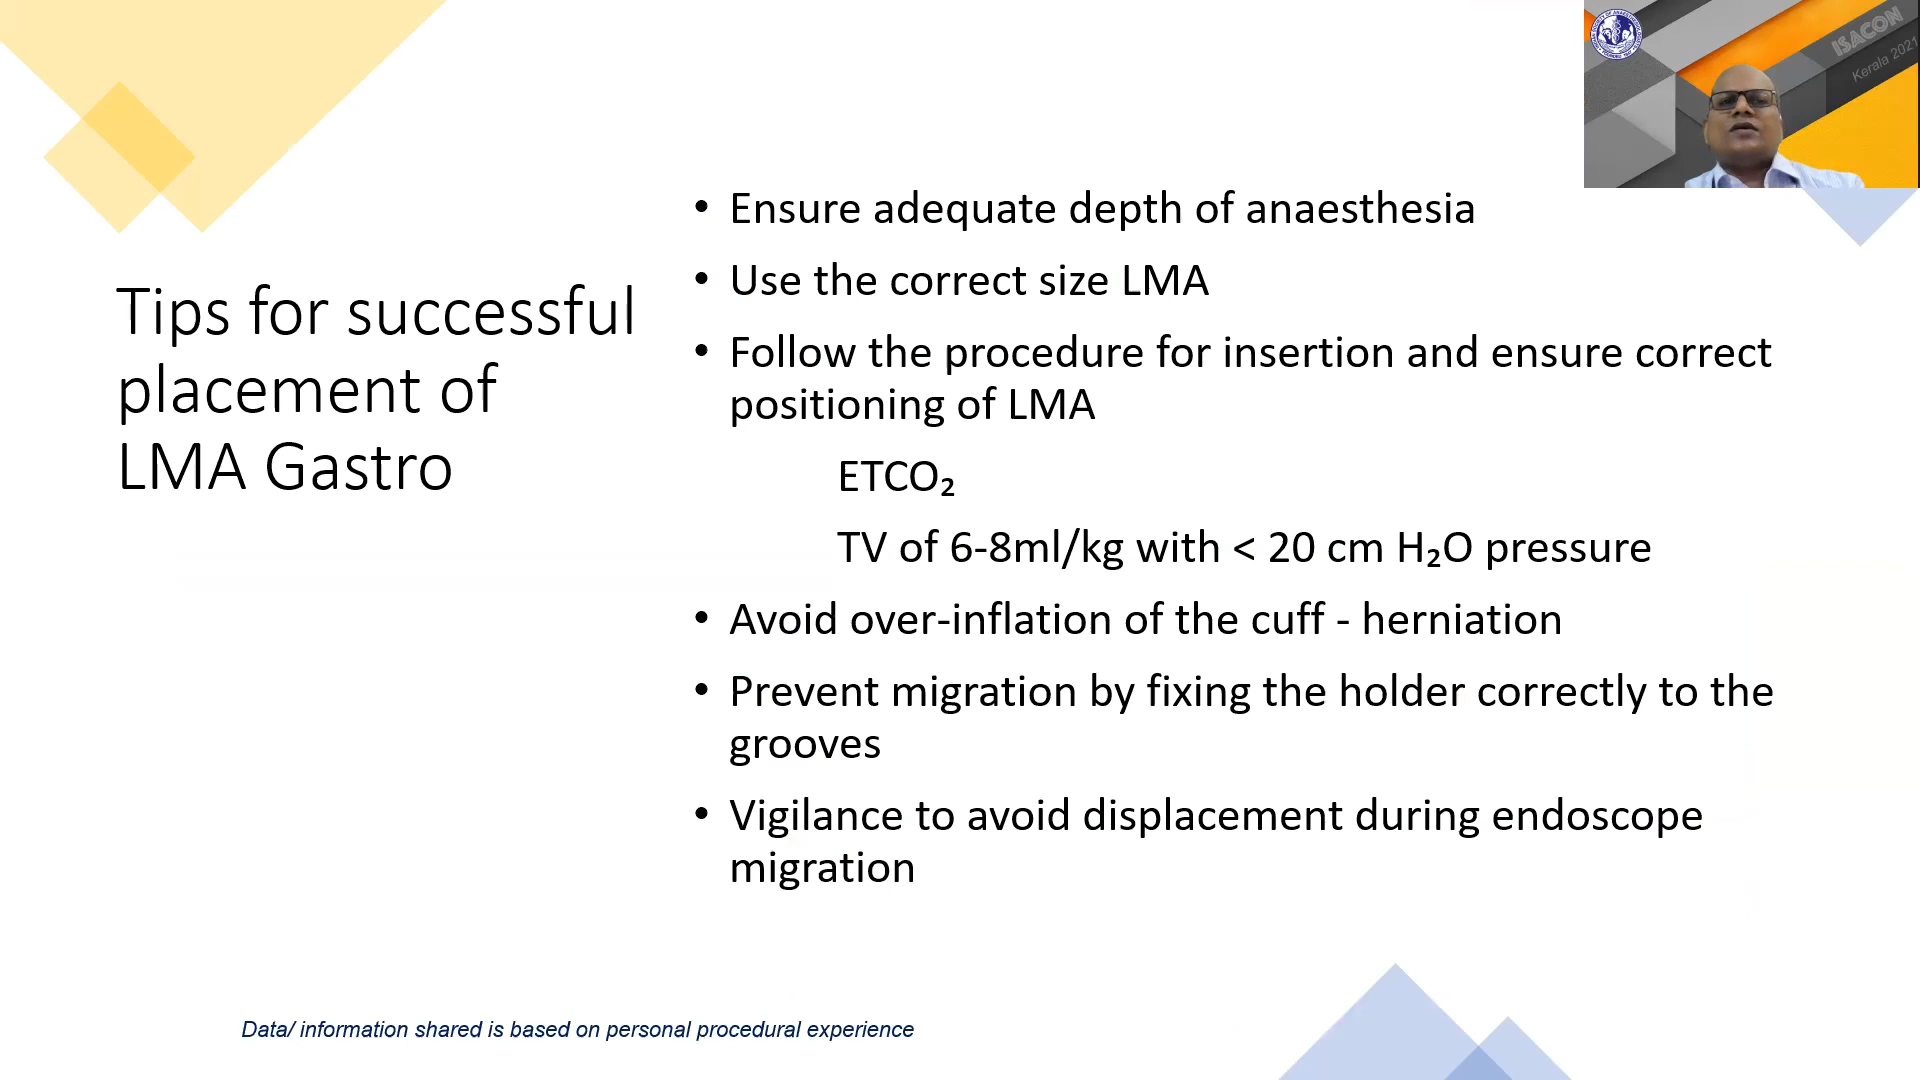 ISACON
Kerala 2021
Tips for successful
placement of
LMA Gastro
• Ensure adequate depth of anaesthesia
• Use the correct size LMA
• Follow the procedure for insertion and ensure correct
positioning of LMA
ETCO₂
TV of 6-8ml/kg with < 20 cm H₂O pressure
• Avoid over-inflation of the cuff - herniation
• Prevent migration by fixing the holder correctly to the
grooves
• Vigilance to avoid displacement during endoscope
migration
Data/ information shared is based on personal procedural experience